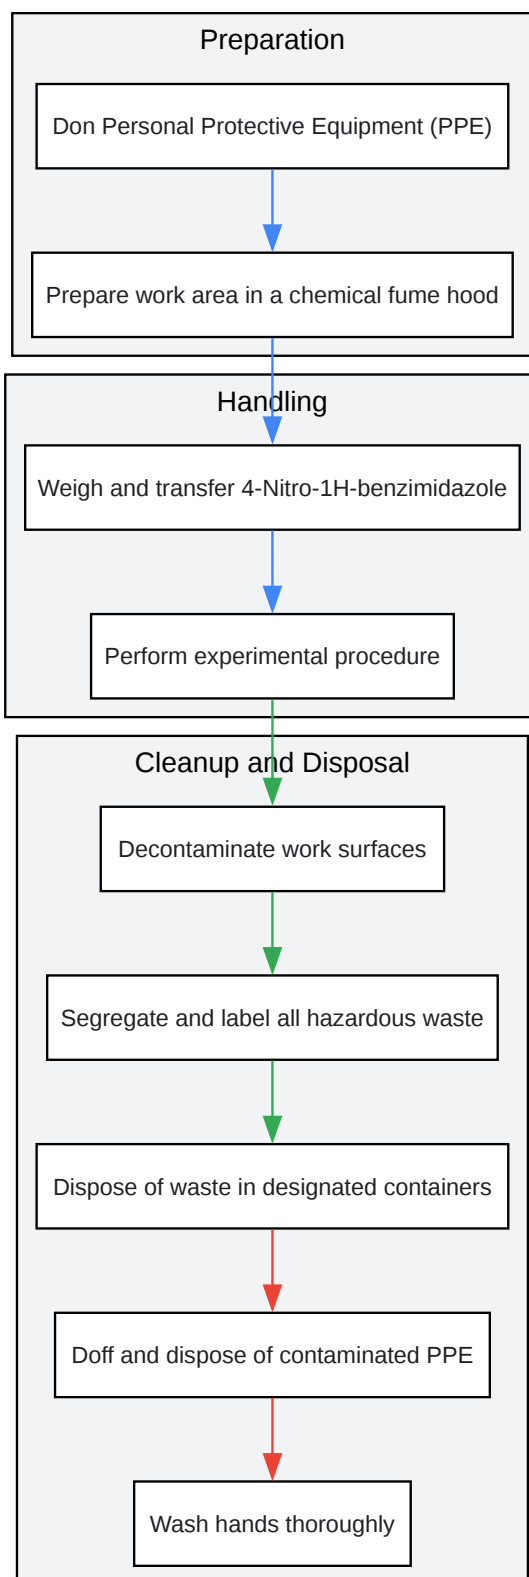 Preparation
Don Personal Protective Equipment (PPE)
Prepare work area in a chemical fume hood
Handling
Weigh and transfer 4-Nitro-1H-benzimidazole
Perform experimental procedure
Cleanup and Disposal
Decontaminate work surfaces
Segregate and label all hazardous waste
Dispose of waste in designated containers
Doff and dispose of contaminated PPE
Wash hands thoroughly